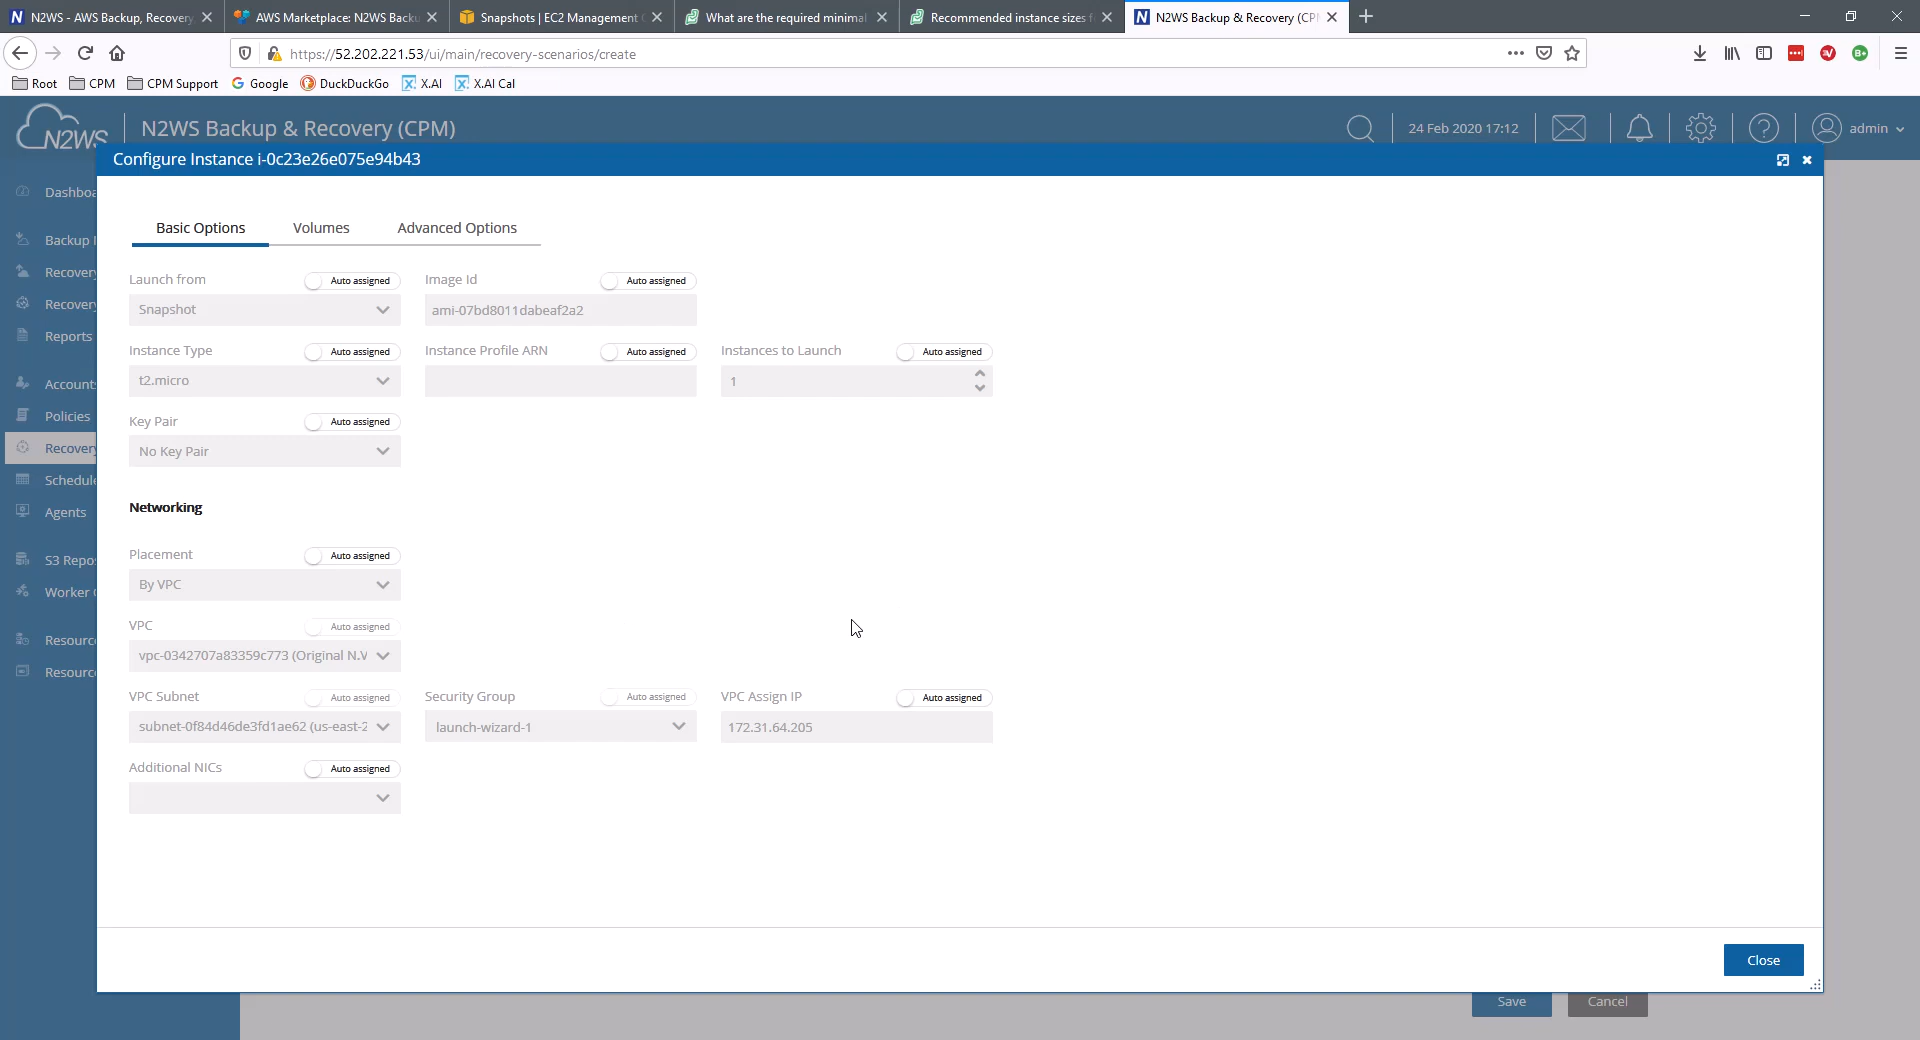 N2WS - AWS Backup, Recovery
AWS Marketplace: N2WS Backu
Snapshots | EC2 Management
What are the required minimal
Recommended instance sizes f
N2WS Backup & Recovery (CP
https://52.202.221.53/ui/main/recovery-scenarios/create
Root CPM CPM Support Google DuckDuckGo X.AI X.AI Cal
N2WS
N2WS Backup & Recovery (CPM)
24 Feb 2020 17:12
admin
Configure Instance i-0c23e26e075e94b43
Dashboa
Backup
Recovery
Recovery
Reports
Account
Policies
Recovery
Schedule
Agents
S3 Repos
Worker
Resourc
Resourc
Basic Options Volumes Advanced Options
Launch from Auto assigned Image Id Auto assigned
Snapshot ami-07bd8011dabeaf2a2
Instance Type Auto assigned Instance Profile ARN Auto assigned Instances to Launch Auto assigned
t2.micro 1
Key Pair Auto assigned
No Key Pair
Networking
Placement Auto assigned
By VPC
VPC Auto assigned
vpc-0342707a83359c773 (Original N.V
VPC Subnet Auto assigned Security Group Auto assigned VPC Assign IP Auto assigned
subnet-0f84d46de3fd1ae62 (us-east-2 launch-wizard-1 172.31.64.205
Additional NICs Auto assigned
Close
Save Cancel